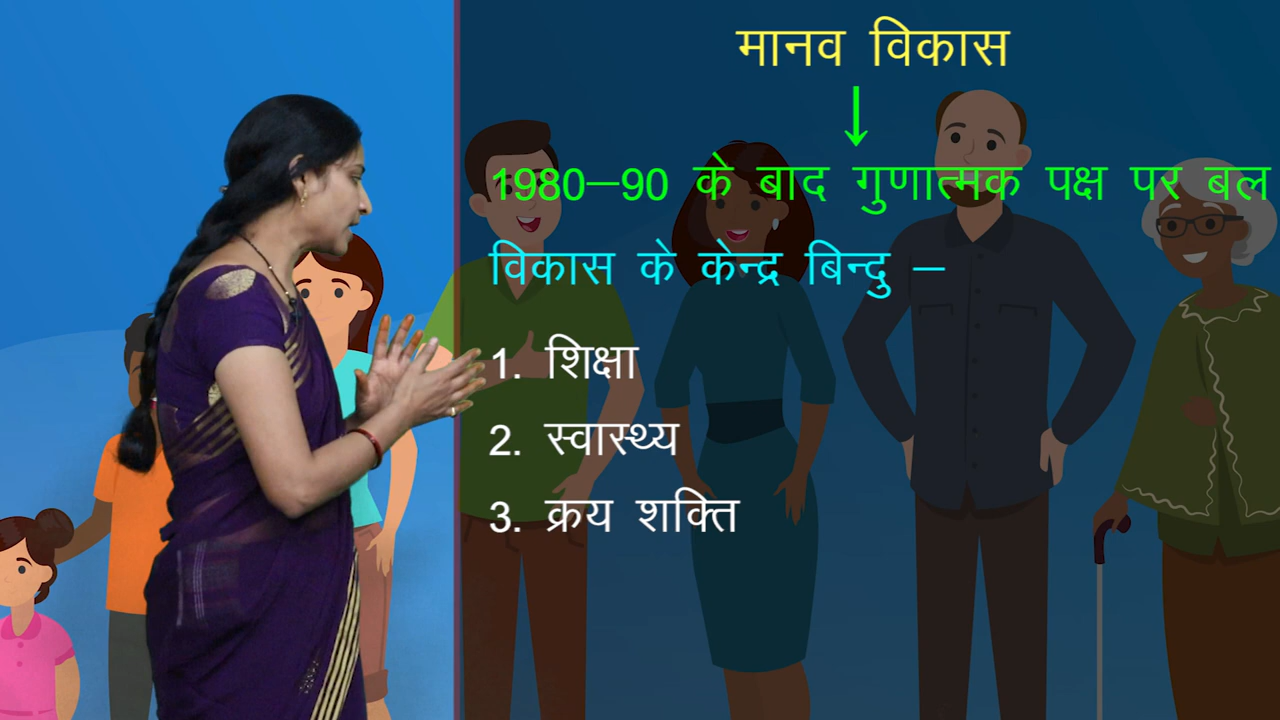 मानव विकास
↓
1980–90 के बाद गुणात्मक पक्ष पर बल
विकास के केन्द्र बिन्दु –
1. शिक्षा
2. स्वास्थ्य
3. क्रय शक्ति